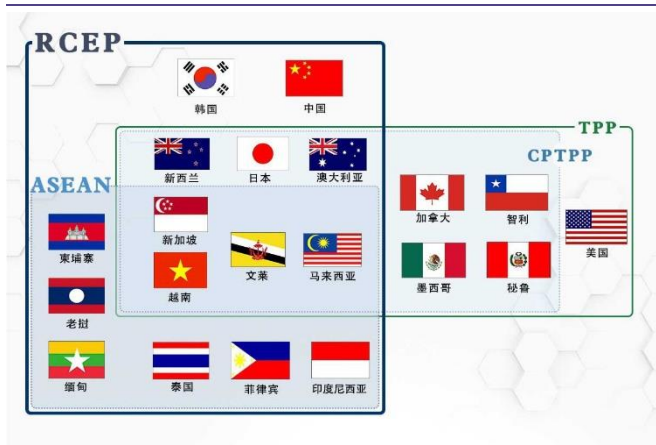 RCEP
韩国 中国
TPP
CPTPP
新西兰 日本 澳大利亚
ASEAN
加拿大 智利
柬埔寨 新加坡 文莱 马来西亚 美国
越南 墨西哥 秘鲁
老挝
缅甸 泰国 菲律宾 印度尼西亚